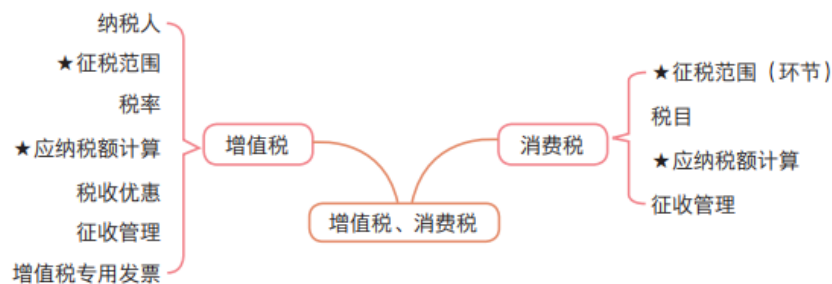 纳税人
★征税范围
税率
★应纳税额计算
税收优惠
征收管理
增值税专用发票
增值税
增值税、消费税
消费税
★征税范围（环节）
税目
★应纳税额计算
征收管理